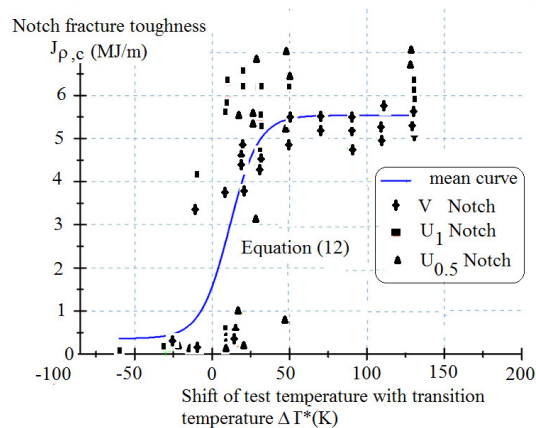 Notch fracture toughness
Jρ,c (MJ/m)
6
5
4
3
2
1
0
mean curve
V Notch
U1 Notch
U0.5 Notch
Equation (12)
-100 -50 0 50 100 150 200
Shift of test temperature with transition
temperature ΔT*(K)